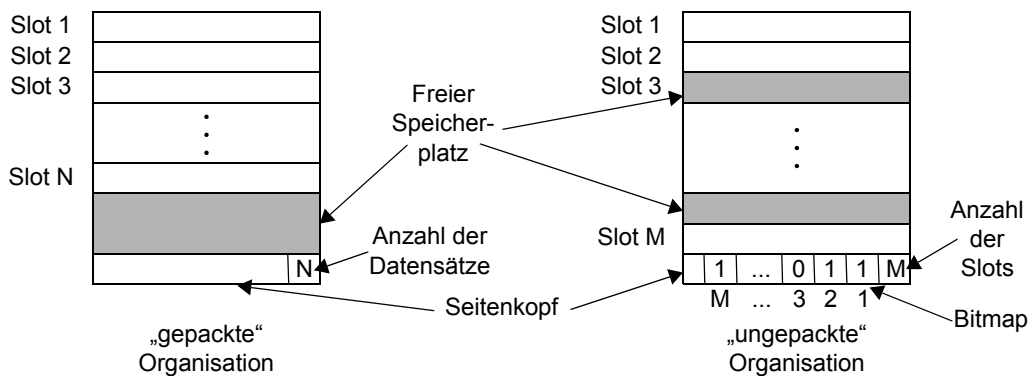 Slot 1
Slot 2
Slot 3
Slot N
N
„gepackte“
Organisation
Freier
Speicher-
platz
Anzahl der
Datensätze
Seitenkopf
Slot 1
Slot 2
Slot 3
Slot M
1 ... 0 1 1 M
M ... 3 2 1
„ungepackte“
Organisation
Anzahl
der
Slots
Bitmap